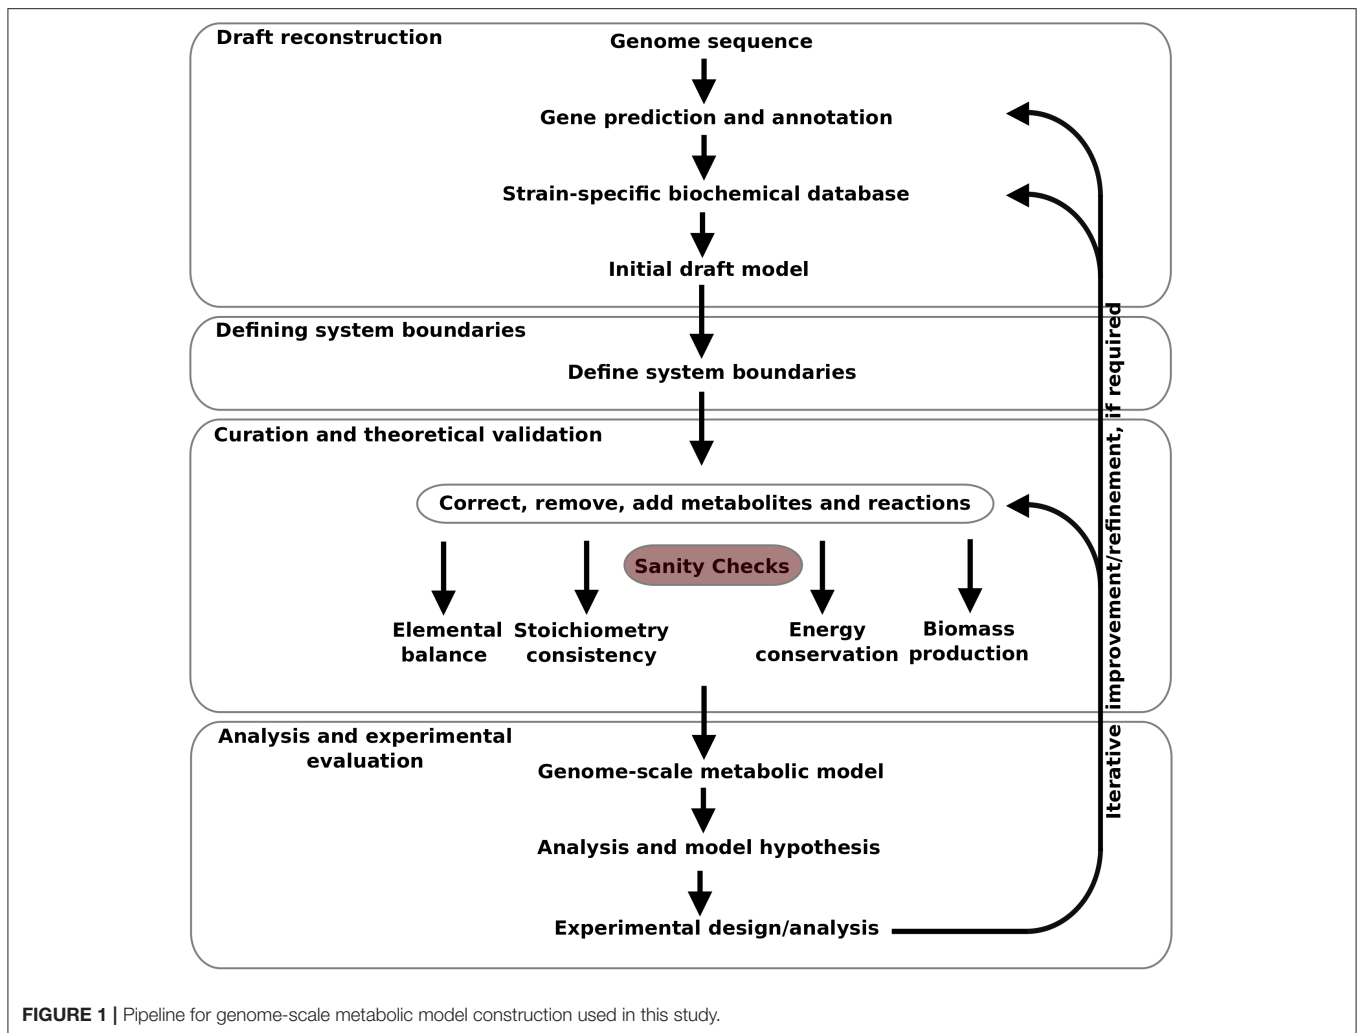 Draft reconstruction
Genome sequence
Gene prediction and annotation
Strain-specific biochemical database
Initial draft model
Defining system boundaries
Define system boundaries
Curation and theoretical validation
Correct, remove, add metabolites and reactions
Sanity Checks
Elemental
balance
Stoichiometry
consistency
Energy
conservation
Biomass
production
Analysis and experimental
evaluation
Genome-scale metabolic model
Analysis and model hypothesis
Experimental design/analysis
Iterative improvement/refinement, if required
FIGURE 1 | Pipeline for genome-scale metabolic model construction used in this study.